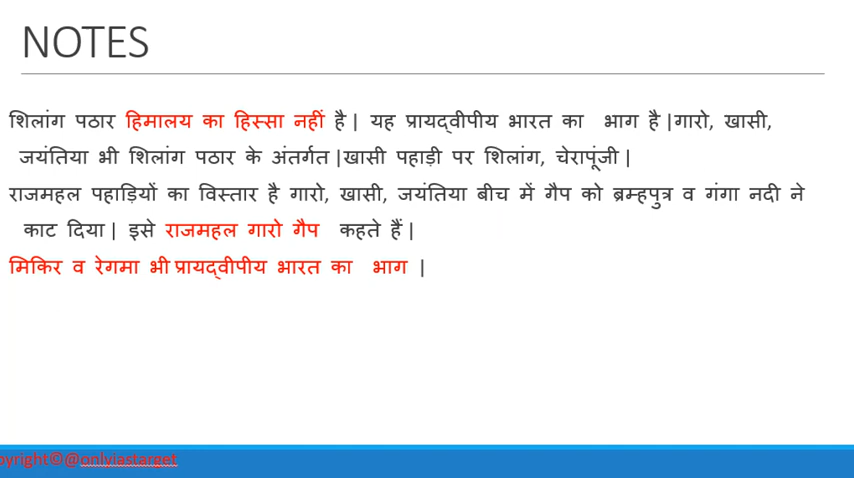 NOTES
शिलांग पठार हिमालय का हिस्सा नहीं है| यह प्रायद्वीपीय भारत का भाग है|गारो, खासी,
जयंतिया भी शिलांग पठार के अंतर्गत|खासी पहाड़ी पर शिलांग, चेरापूंजी|
राजमहल पहाड़ियों का विस्तार है गारो, खासी, जयंतिया बीच में गैप को ब्रम्हपुत्र व गंगा नदी ने
काट दिया| इसे राजमहल गारो गैप कहते हैं|
मिकिर व रेगमा भी प्रायद्वीपीय भारत का भाग |
pyright©@onlyiastarget